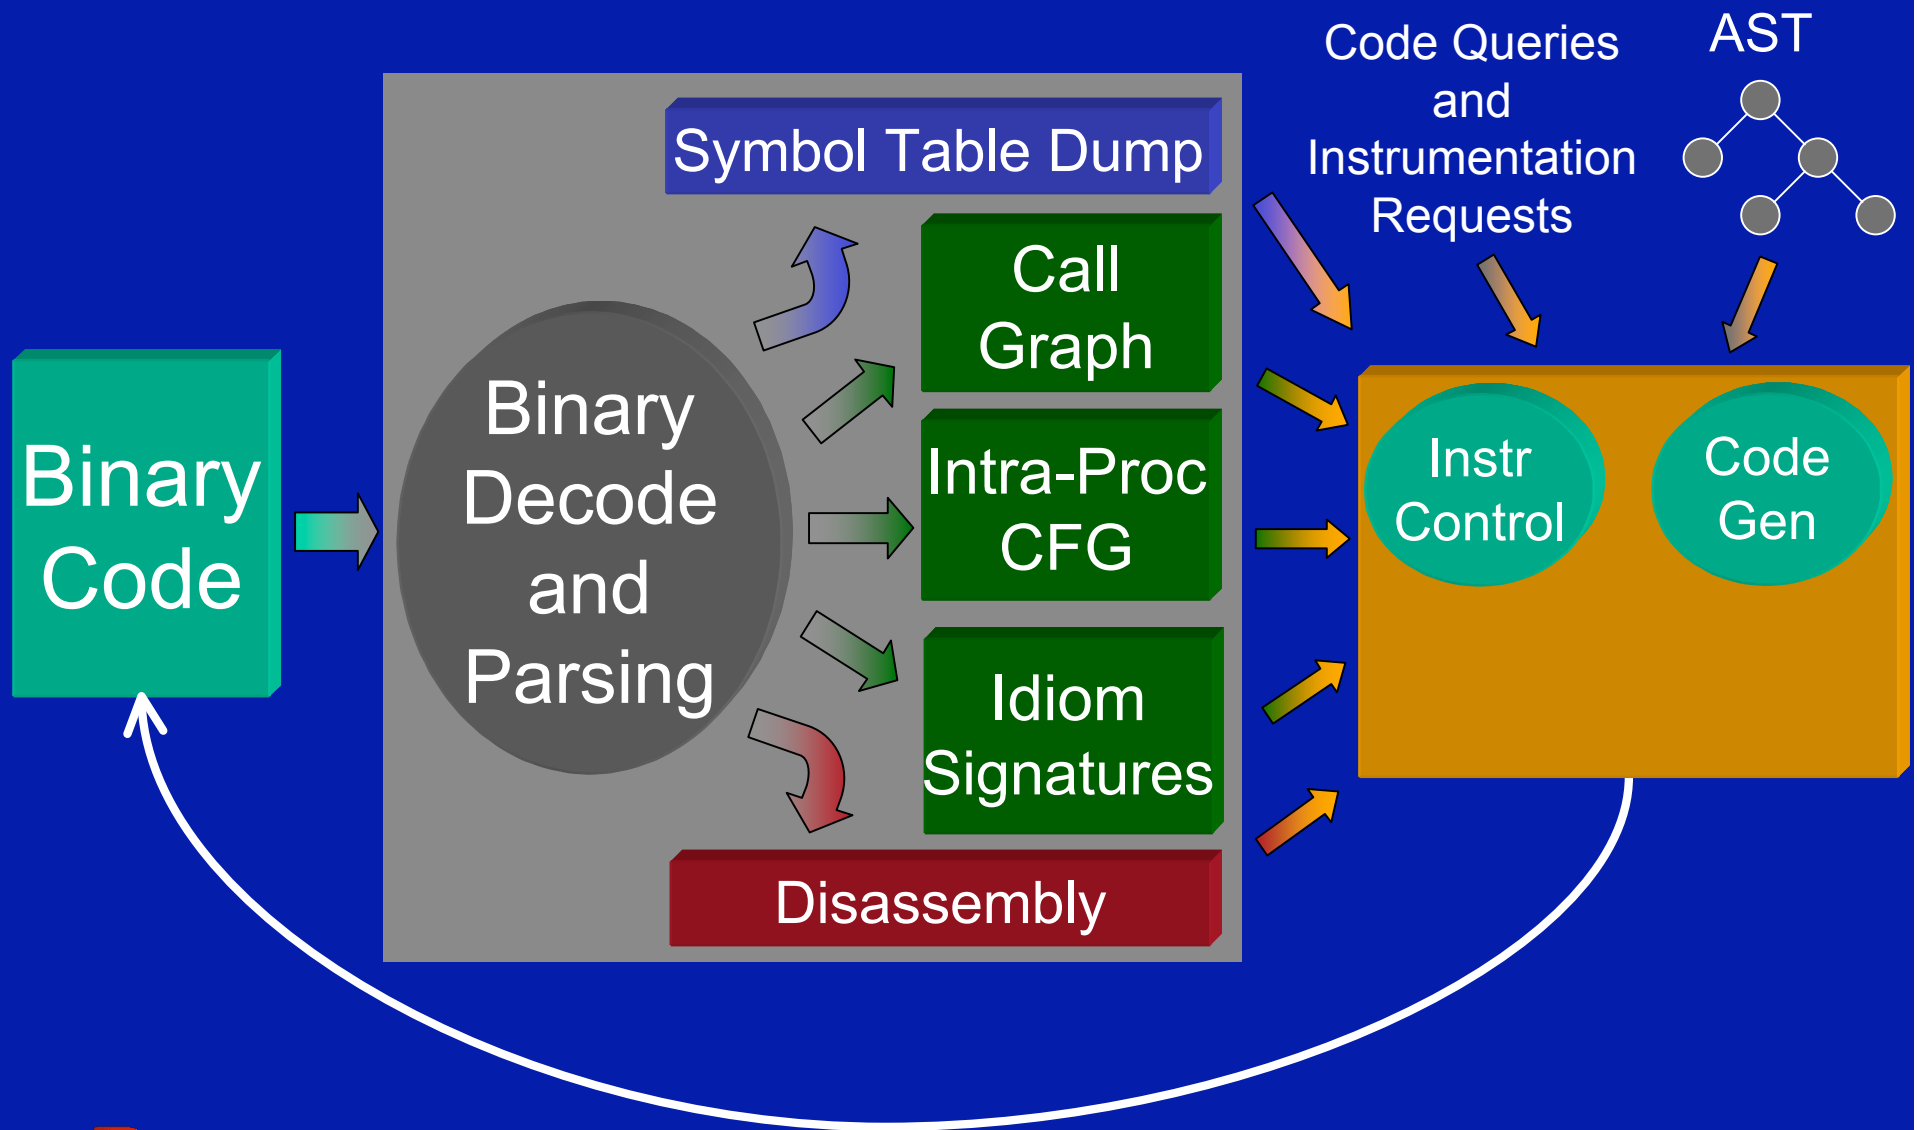 Binary
Code
Binary
Decode
and
Parsing
Symbol Table Dump
Call
Graph
Intra-Proc
CFG
Idiom
Signatures
Disassembly
Code Queries
and
Instrumentation
Requests
AST
Instr
Control
Code
Gen